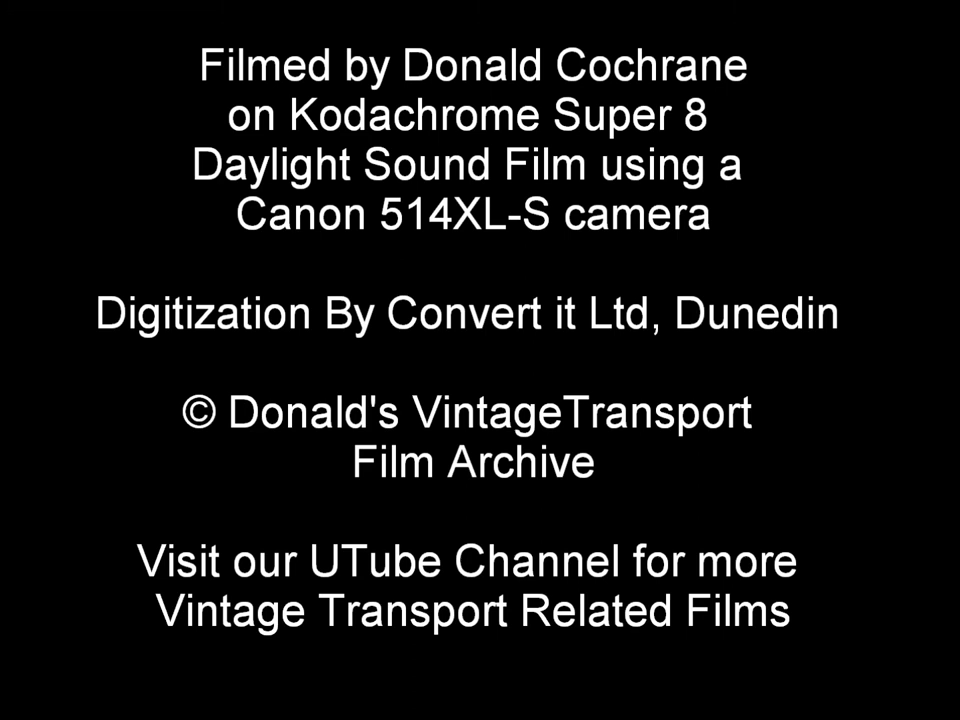 Filmed by Donald Cochrane
on Kodachrome Super 8
Daylight Sound Film using a
Canon 514XL-S camera
Digitization By Convert it Ltd, Dunedin
© Donald's VintageTransport
Film Archive
Visit our UTube Channel for more
Vintage Transport Related Films